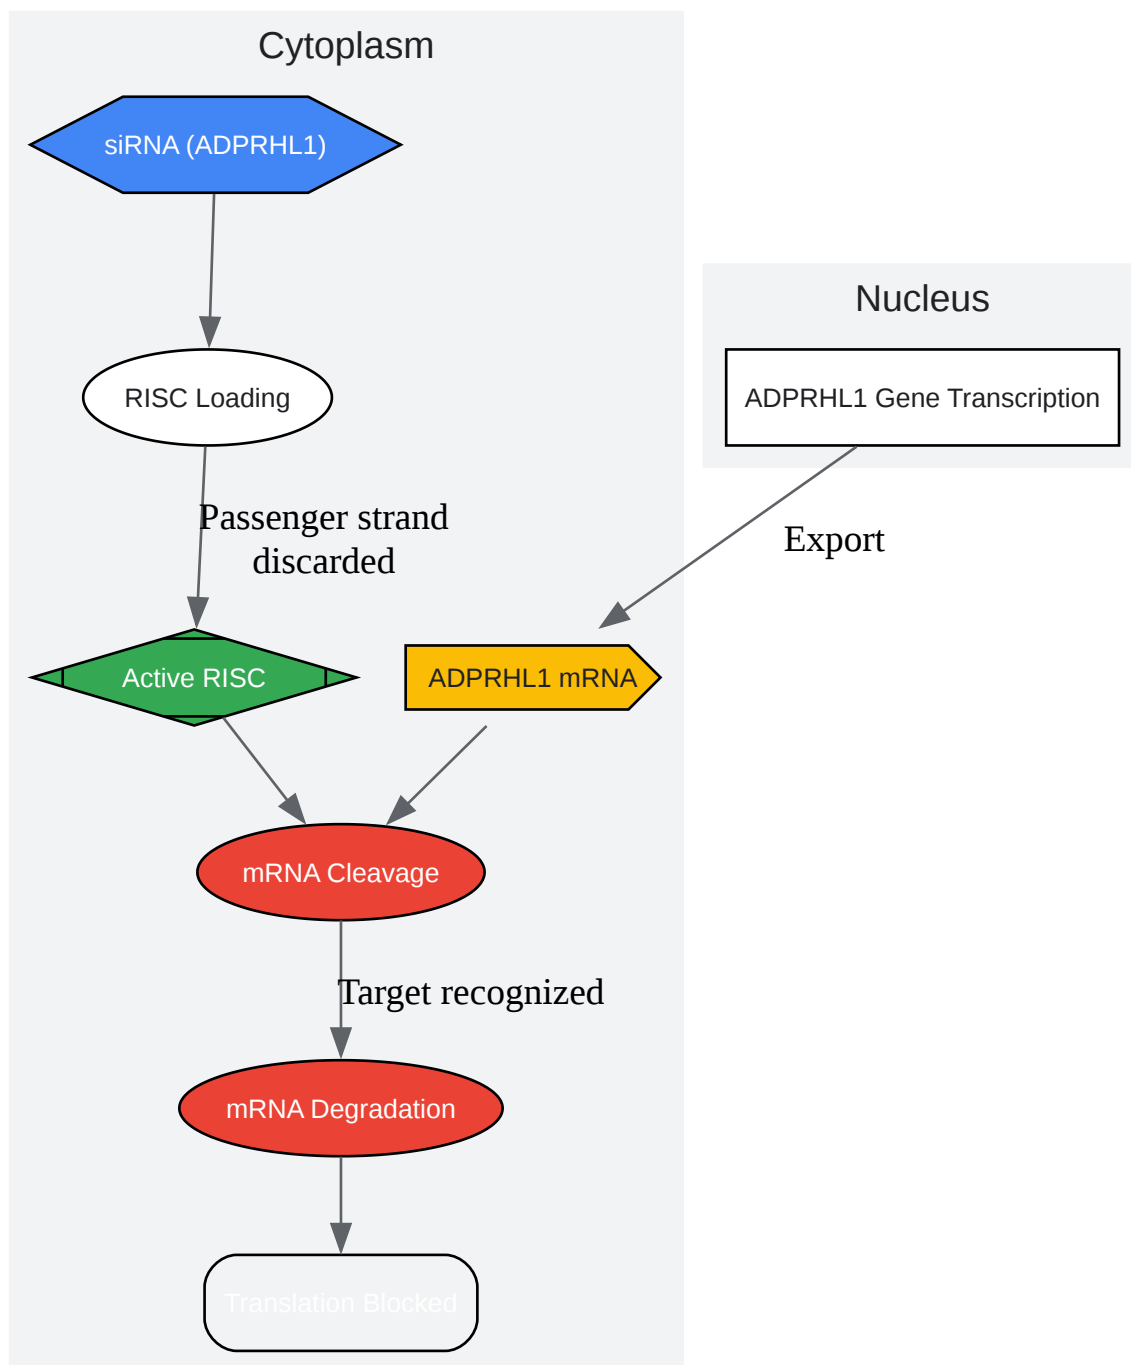 Cytoplasm
siRNA (ADPRHL1)
Nucleus
RISC Loading
ADPRHL1 Gene Transcription
Passenger strand
discarded
Export
Active RISC
ADPRHL1 mRNA
mRNA Cleavage
Target recognized
mRNA Degradation
Translation Blocked